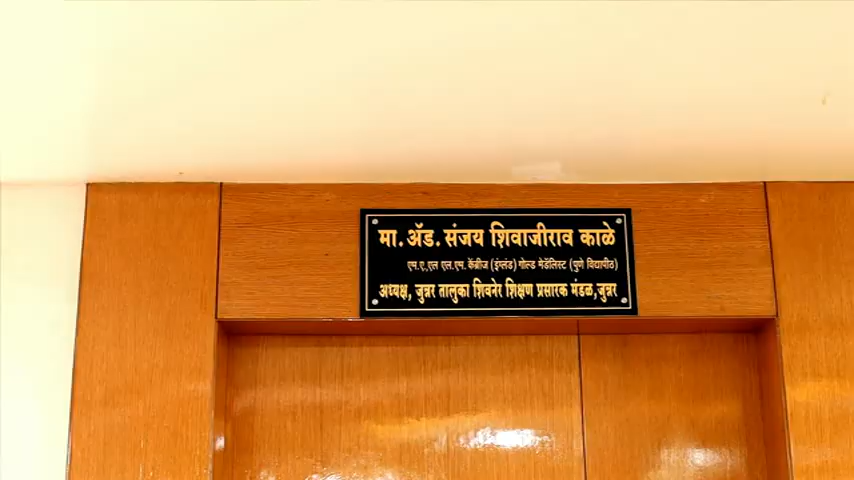 मा. ॲड. संजय शिवाजीराव काळे
एम.ए.एल एल.एम. केंब्रीज (इंग्लंड) गोल्ड मेडॅलिस्ट (पुणे विद्यापीठ)
अध्यक्ष, जुन्नर तालुका शिवनेर शिक्षण प्रसारक मंडळ, जुन्नर